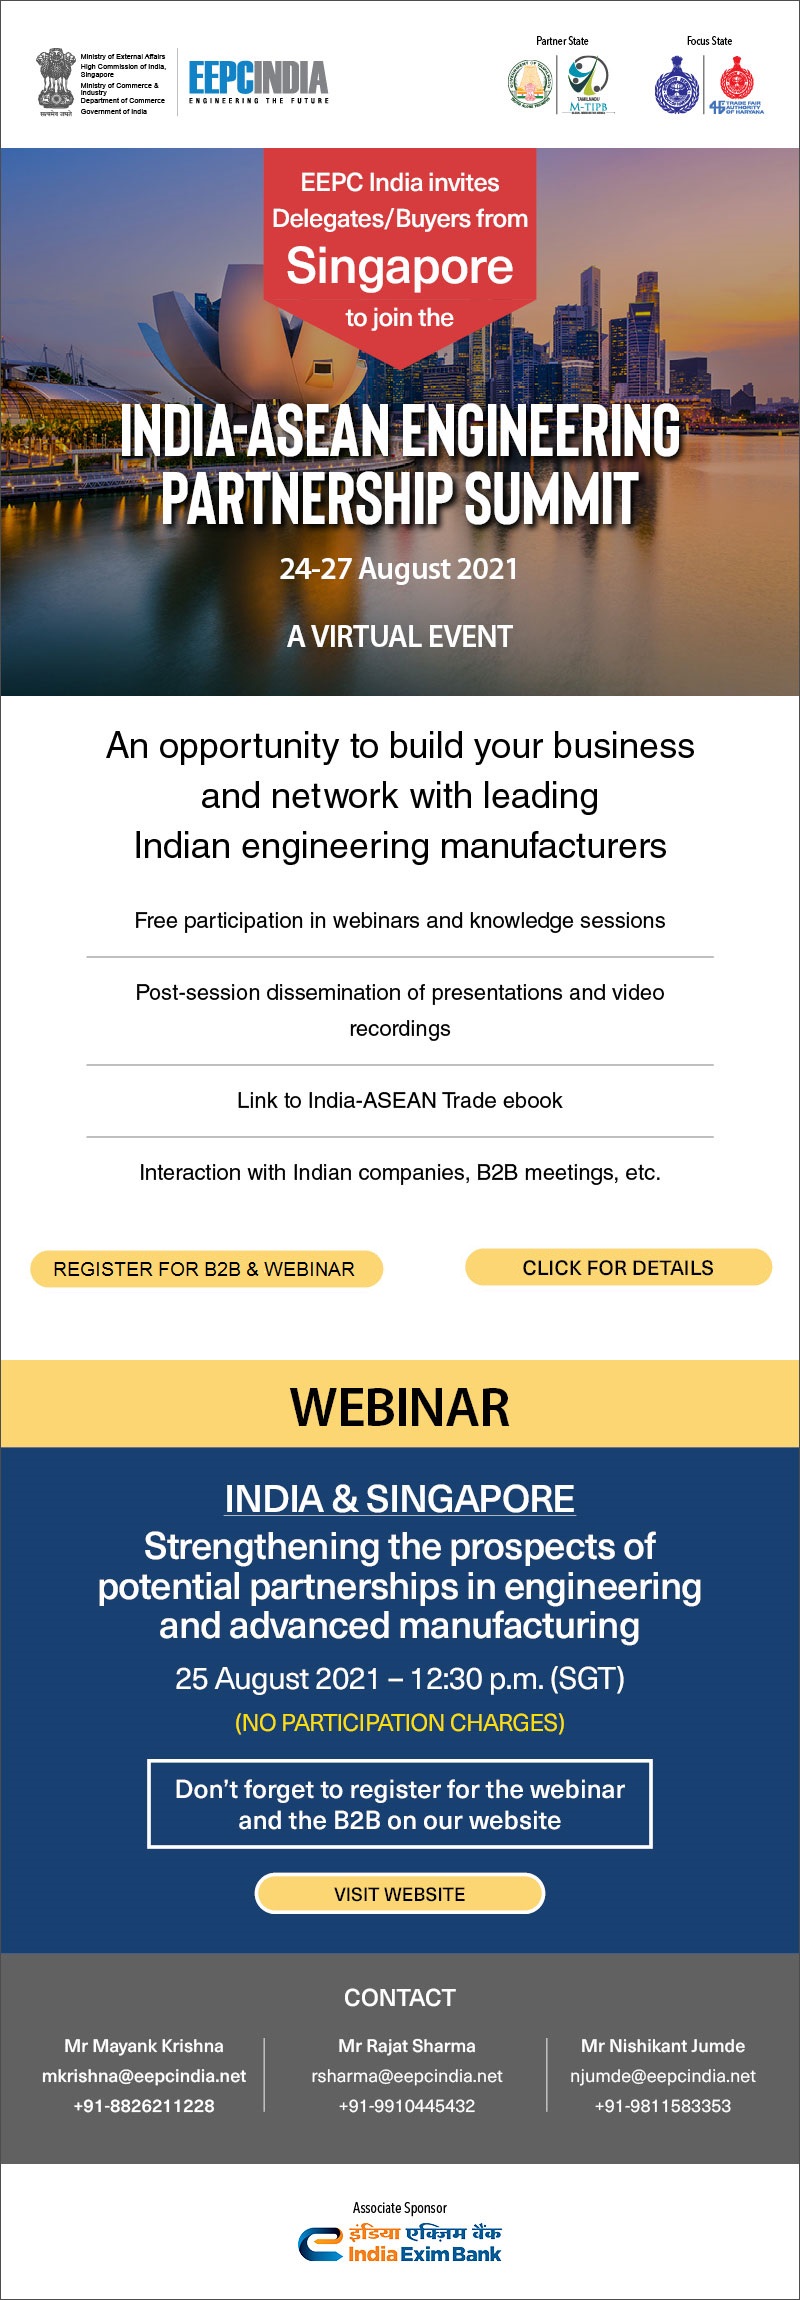 Partner State
Focus State
Ministry of External Affairs
High Commission of India,
Singapore
Ministry of Commerce &
Industry
Department of Commerce
Government of India
सत्यमेव जयते
EEPCINDIA
ENGINEERING THE FUTURE
TAMILNADU
M-TIPB
TRADE FAIR
AUTHORITY
OF HARYANA
EEPC India invites
Delegates/Buyers from
Singapore
to join the
INDIA-ASEAN ENGINEERING
PARTNERSHIP SUMMIT
24-27 August 2021
A VIRTUAL EVENT
An opportunity to build your business
and network with leading
Indian engineering manufacturers
Free participation in webinars and knowledge sessions
Post-session dissemination of presentations and video
recordings
Link to India-ASEAN Trade ebook
Interaction with Indian companies, B2B meetings, etc.
REGISTER FOR B2B & WEBINAR
CLICK FOR DETAILS
WEBINAR
INDIA & SINGAPORE
Strengthening the prospects of
potential partnerships in engineering
and advanced manufacturing
25 August 2021 – 12:30 p.m. (SGT)
(NO PARTICIPATION CHARGES)
Don't forget to register for the webinar
and the B2B on our website
VISIT WEBSITE
CONTACT
Mr Mayank Krishna
mkrishna@eepcindia.net
+91-8826211228
Mr Rajat Sharma
rsharma@eepcindia.net
+91-9910445432
Mr Nishikant Jumde
njumde@eepcindia.net
+91-9811583353
Associate Sponsor
इंडिया एक्ज़िम बैंक
India Exim Bank